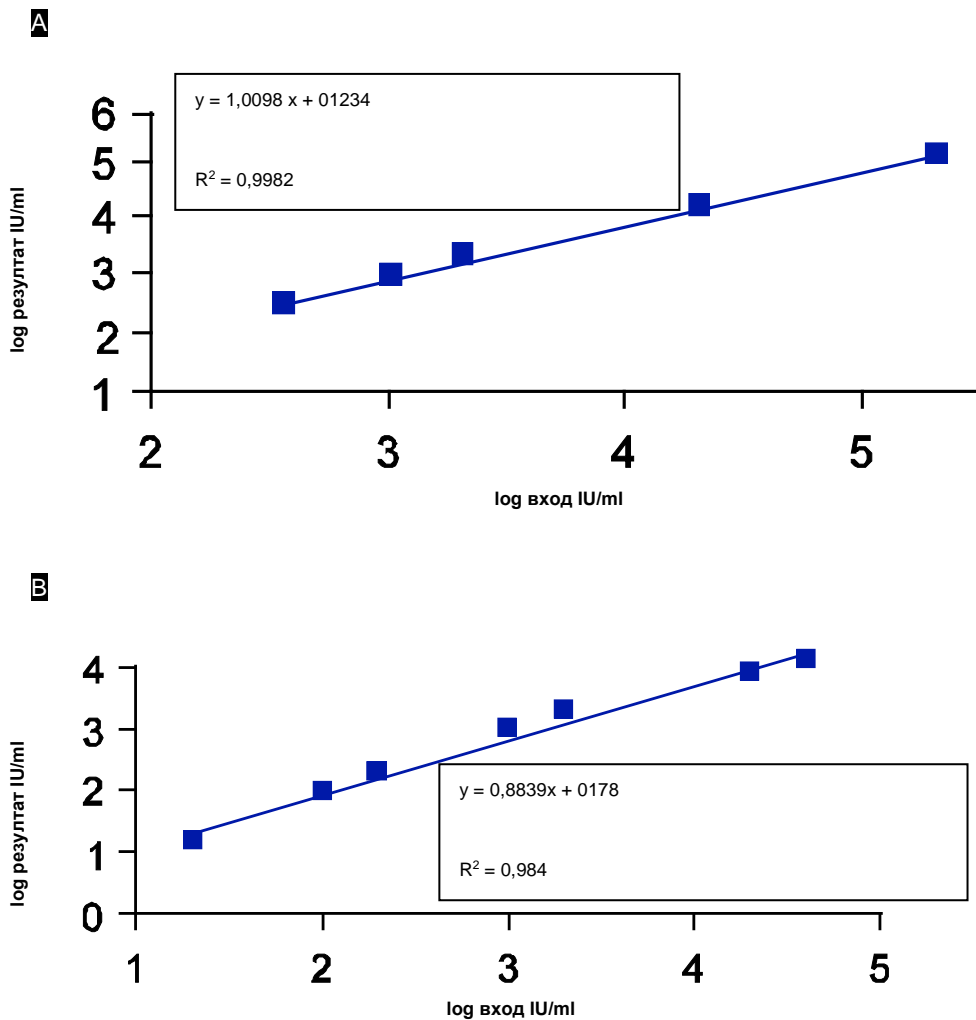 A
y = 1,0098 x + 01234
R² = 0,9982
6
5
4
3
2
1
log резултат IU/ml
2 3 4 5
log вход IU/ml
B
4
3
2
1
0
log резултат IU/ml
y = 0,8839x + 0178
R² = 0,984
1 2 3 4 5
log вход IU/ml